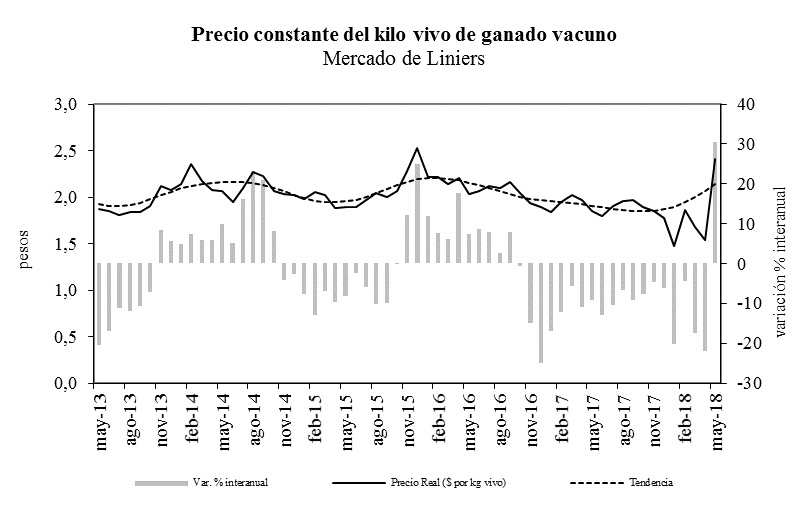 Precio constante del kilo vivo de ganado vacuno
Mercado de Liniers
3,0
2,5
2,0
1,5
1,0
0,5
0,0
pesos
40
30
20
10
0
-10
-20
-30
variación % interanual
may-13
ago-13
nov-13
feb-14
may-14
ago-14
nov-14
feb-15
may-15
ago-15
nov-15
feb-16
may-16
ago-16
nov-16
feb-17
may-17
ago-17
nov-17
feb-18
may-18
Var. % interanual
Precio Real ($ por kg vivo)
Tendencia